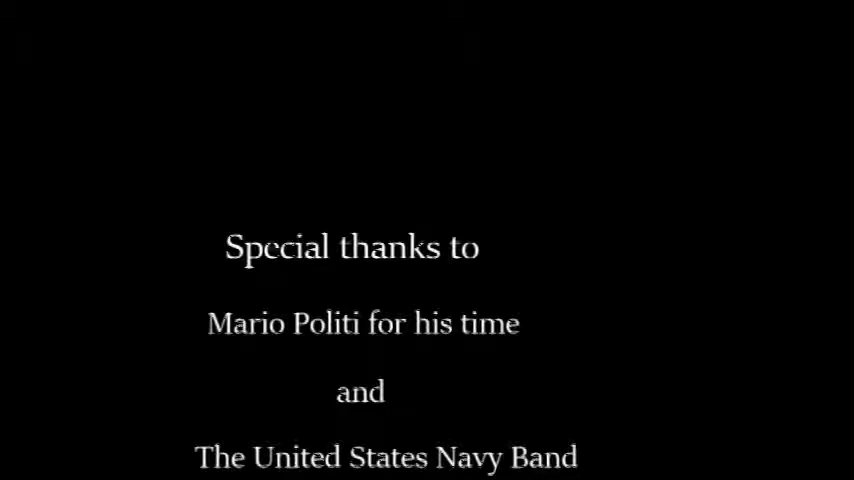 Special thanks to
Mario Politi for his time
and
The United States Navy Band